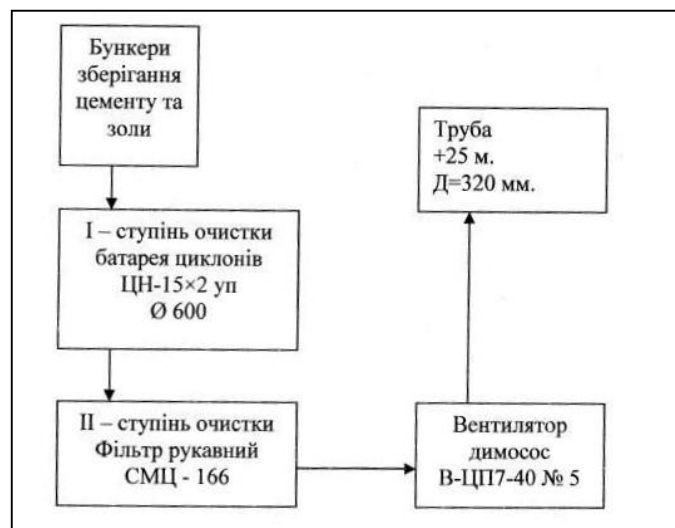 Бункери
зберігання
цементу та
золи
І – ступінь очистки
батарея циклонів
ЦН-15×2 уп
Ø 600
ІІ – ступінь очистки
Фільтр рукавний
СМЦ - 166
Вентилятор
димосос
В-ЦП7-40 № 5
Труба
+25 м.
Д=320 мм.